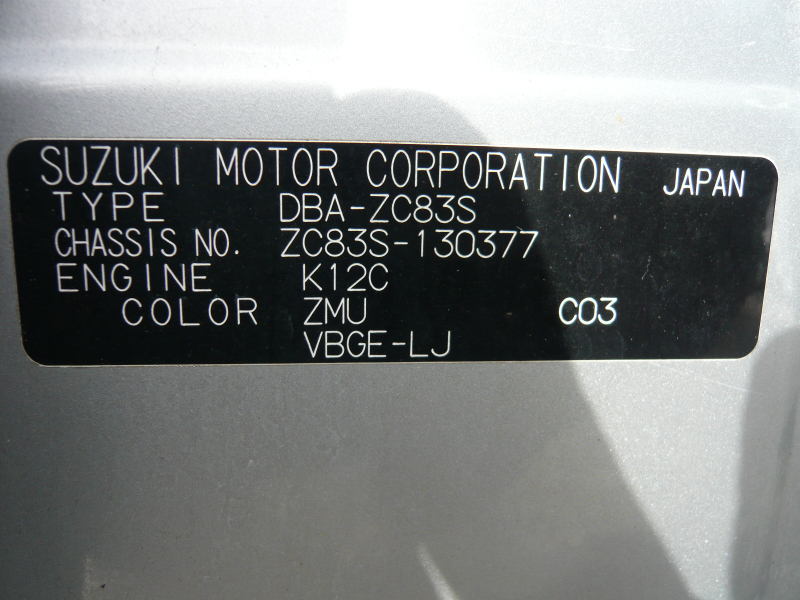 SUZUKI MOTOR CORPORATION JAPAN
TYPE DBA-ZC83S
CHASSIS NO. ZC83S-130377
ENGINE K12C
COLOR ZMU C03
VBGE-LJ